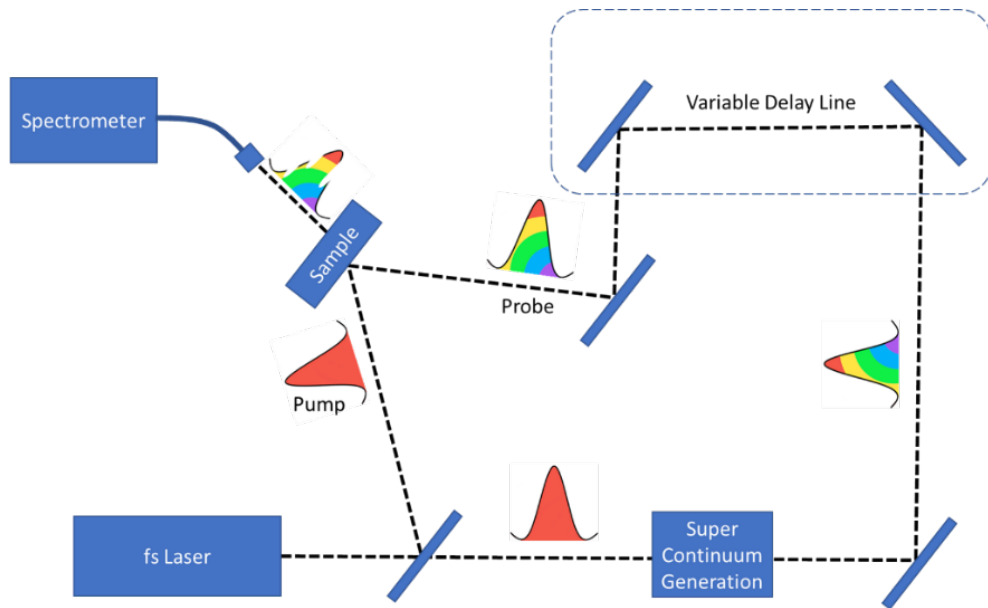 Variable Delay Line
Spectrometer
Sample
Probe
Pump
fs Laser
Super
Continuum
Generation